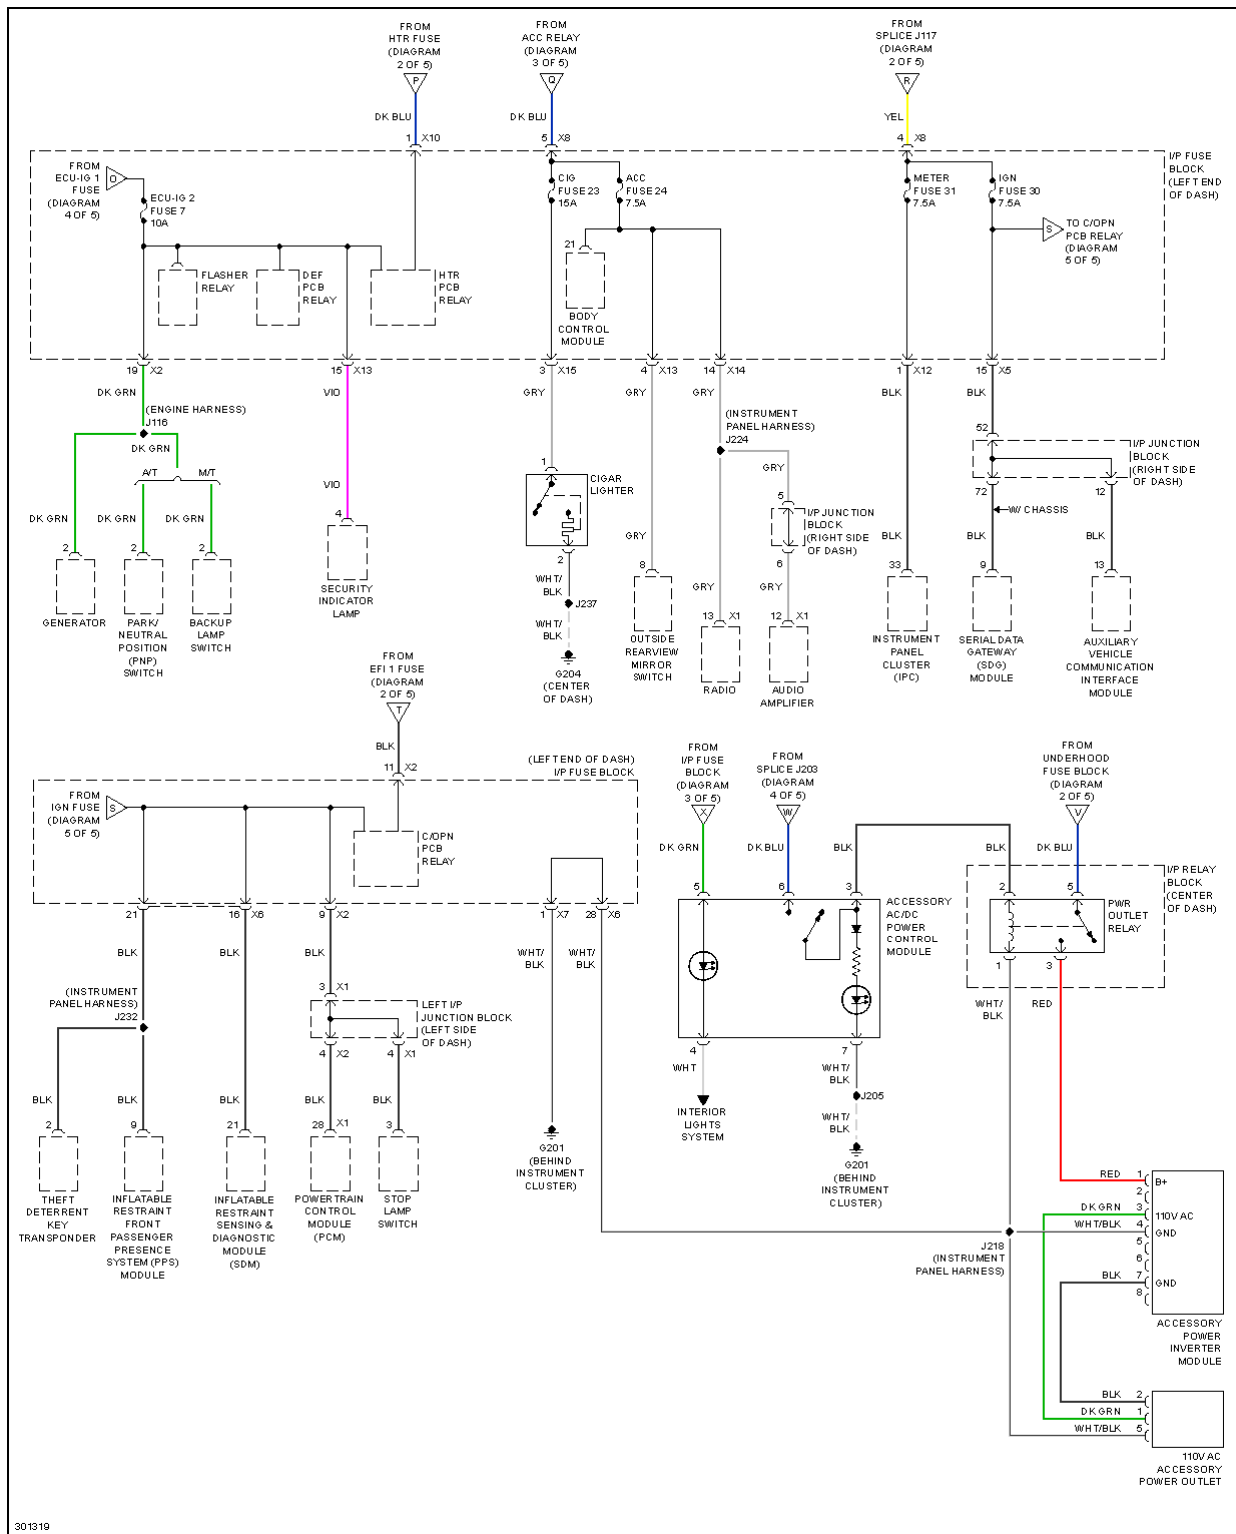 FROM
HTR FUSE
(DIAGRAM
2 OF 5)
P
DK BLU
1 X10
FROM
ACC RELAY
(DIAGRAM
3 OF 5)
Q
DK BLU
5 X8
FROM
SPLICE J117
(DIAGRAM
2 OF 5)
R
YEL
4 X8
I/P FUSE
BLOCK
(LEFT END
OF DASH)
FROM
ECU-IG 1
FUSE
(DIAGRAM
4 OF 5)
O
ECU-IG 2
FUSE 7
10A
CIG
FUSE 23
15A
ACC
FUSE 24
7.5A
METER
FUSE 31
7.5A
IGN
FUSE 30
7.5A
S
TO C/OPN
PCB RELAY
(DIAGRAM
5 OF 5)
FLASHER
RELAY
DEF
PCB
RELAY
HTR
PCB
RELAY
21
BODY
CONTROL
MODULE
19 X2
15 X13
3 X15
4 X13
14 X14
1 X12
15 X5
DK GRN
VIO
GRY
GRY
GRY
BLK
BLK
(ENGINE HARNESS)
J116
DK GRN
A/T
M/T
DK GRN
DK GRN
DK GRN
2
2
2
GENERATOR
PARK/
NEUTRAL
POSITION
(PNP)
SWITCH
BACKUP
LAMP
SWITCH
VIO
4
SECURITY
INDICATOR
LAMP
1
CIGAR
LIGHTER
2
WHT/
BLK
J237
WHT/
BLK
G204
(CENTER
OF DASH)
GRY
8
OUTSIDE
REARVIEW
MIRROR
SWITCH
(INSTRUMENT
PANEL HARNESS)
J224
GRY
5
I/P JUNCTION
BLOCK
(RIGHT SIDE
OF DASH)
6
GRY
GRY
13 X1
12 X1
RADIO
AUDIO
AMPLIFIER
BLK
33
INSTRUMENT
PANEL
CLUSTER
(IPC)
52
I/P JUNCTION
BLOCK
(RIGHT SIDE
OF DASH)
72
12
W/ CHASSIS
BLK
BLK
9
13
SERIAL DATA
GATEWAY
(SDG)
MODULE
AUXILIARY
VEHICLE
COMMUNICATION
INTERFACE
MODULE
FROM
EFI 1 FUSE
(DIAGRAM
2 OF 5)
T
BLK
11 X2
(LEFT END OF DASH)
I/P FUSE BLOCK
FROM
IGN FUSE
(DIAGRAM
5 OF 5)
S
C/OPN
PCB
RELAY
21
16 X6
9 X2
1 X7
28 X6
BLK
BLK
BLK
WHT/
BLK
WHT/
BLK
(INSTRUMENT
PANEL HARNESS)
J232
3 X1
LEFT I/P
JUNCTION BLOCK
(LEFT SIDE
OF DASH)
4 X2
4 X1
BLK
BLK
BLK
BLK
BLK
2
9
21
28 X1
3
THEFT
DETERRENT
KEY
TRANSPONDER
INFLATABLE
RESTRAINT
FRONT
PASSENGER
PRESENCE
SYSTEM (PPS)
MODULE
INFLATABLE
RESTRAINT
SENSING &
DIAGNOSTIC
MODULE
(SDM)
POWERTRAIN
CONTROL
MODULE
(PCM)
STOP
LAMP
SWITCH
G201
(BEHIND
INSTRUMENT
CLUSTER)
FROM
I/P FUSE
BLOCK
(DIAGRAM
3 OF 5)
X
DK GRN
5
FROM
SPLICE J203
(DIAGRAM
4 OF 5)
W
DK BLU
6
BLK
3
ACCESSORY
AC/DC
POWER
CONTROL
MODULE
4
WHT
INTERIOR
LIGHTS
SYSTEM
7
WHT/
BLK
J205
WHT/
BLK
G201
(BEHIND
INSTRUMENT
CLUSTER)
FROM
UNDERHOOD
FUSE BLOCK
(DIAGRAM
2 OF 5)
V
BLK
DK BLU
I/P RELAY
BLOCK
(CENTER
OF DASH)
2
5
PWR
OUTLET
RELAY
1
3
WHT/
BLK
RED
J218
(INSTRUMENT
PANEL HARNESS)
RED 1 B+
2
DK GRN 3 110V AC
WHT/BLK 4 GND
5
6
BLK 7 GND
8
ACCESSORY
POWER
INVERTER
MODULE
BLK 2
DK GRN 1
WHT/BLK 5
110V AC
ACCESSORY
POWER OUTLET
301319